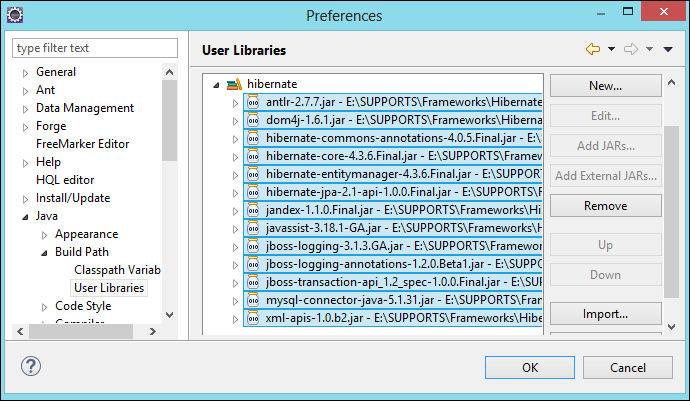 Preferences
type filter text
General
Ant
Data Management
Forge
FreeMarker Editor
Help
HQL editor
Install/Update
Java
Appearance
Build Path
Classpath Variab
User Libraries
Code Style
Compiler
User Libraries
hibernate
antlr-2.7.7.jar - E:\SUPPORTS\Frameworks\Hibernate
dom4j-1.6.1.jar - E:\SUPPORTS\Frameworks\Hiberna
hibernate-commons-annotations-4.0.5.Final.jar - E:\
hibernate-core-4.3.6.Final.jar - E:\SUPPORTS\Frame
hibernate-entitymanager-4.3.6.Final.jar - E:\SUPPOR
hibernate-jpa-2.1-api-1.0.0.Final.jar - E:\SUPPORTS\
jandex-1.1.0.Final.jar - E:\SUPPORTS\Frameworks\Hi
javassist-3.18.1-GA.jar - E:\SUPPORTS\Frameworks\
jboss-logging-3.1.3.GA.jar - E:\SUPPORTS\Framewor
jboss-logging-annotations-1.2.0.Beta1.jar - E:\SUPP
jboss-transaction-api_1.2_spec-1.0.0.Final.jar - E:\SU
mysql-connector-java-5.1.31.jar - E:\SUPPORTS\Fra
xml-apis-1.0.b2.jar - E:\SUPPORTS\Frameworks\Hibe
New...
Edit...
Add JARs...
Add External JARs...
Remove
Up
Down
Import...
OK
Cancel